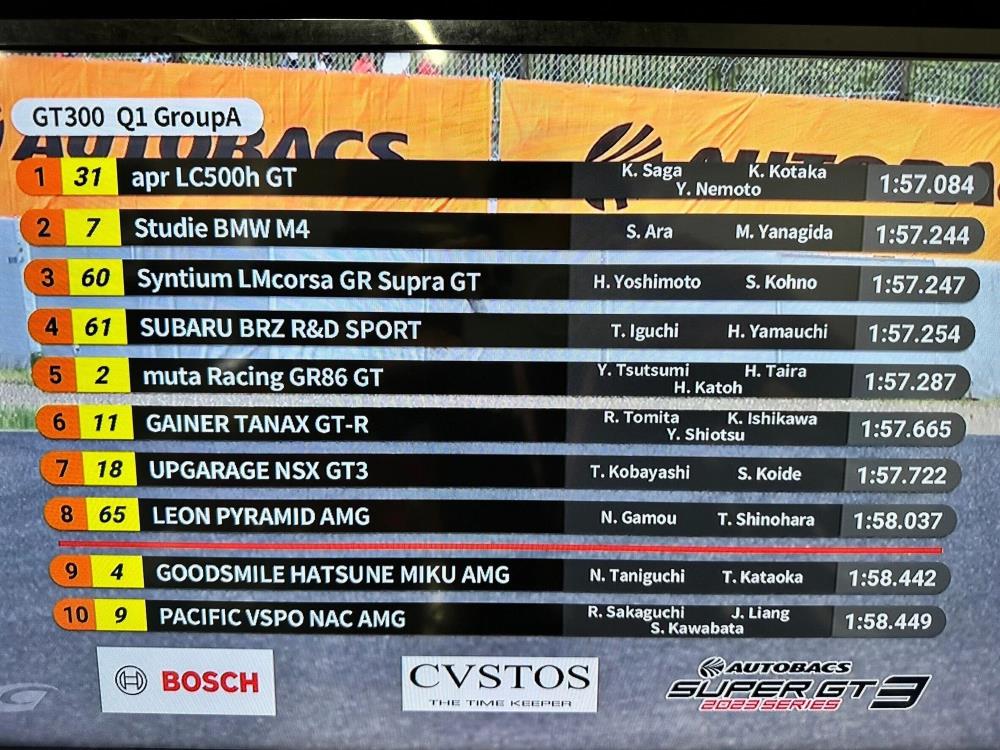 GT300 Q1 GroupA
AUTOBACS
1 31 apr LC500h GT K. Saga K. Kotaka Y. Nemoto 1:57.084
2 7 Studie BMW M4 S. Ara M. Yanagida 1:57.244
3 60 Syntium LMcorsa GR Supra GT H. Yoshimoto S. Kohno 1:57.247
4 61 SUBARU BRZ R&D SPORT T. Iguchi H. Yamauchi 1:57.254
5 2 muta Racing GR86 GT Y. Tsutsumi H. Taira H. Katoh 1:57.287
6 11 GAINER TANAX GT-R R. Tomita K. Ishikawa Y. Shiotsu 1:57.665
7 18 UPGARAGE NSX GT3 T. Kobayashi S. Koide 1:57.722
8 65 LEON PYRAMID AMG N. Gamou T. Shinohara 1:58.037
9 4 GOODSMILE HATSUNE MIKU AMG N. Taniguchi T. Kataoka 1:58.442
10 9 PACIFIC VSPO NAC AMG R. Sakaguchi J. Liang S. Kawabata 1:58.449
BOSCH
CVSTOS
THE TIME KEEPER
AUTOBACS
SUPER GT 3
2023 SERIES